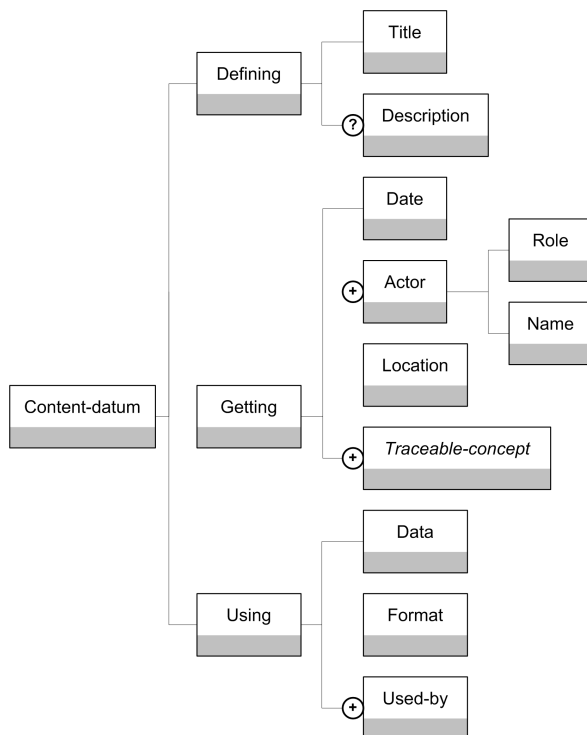 Title
Defining
? Description
Date
Role
+ Actor
Name
Location
Content-datum
Getting
+ Traceable-concept
Data
Using
Format
+ Used-by